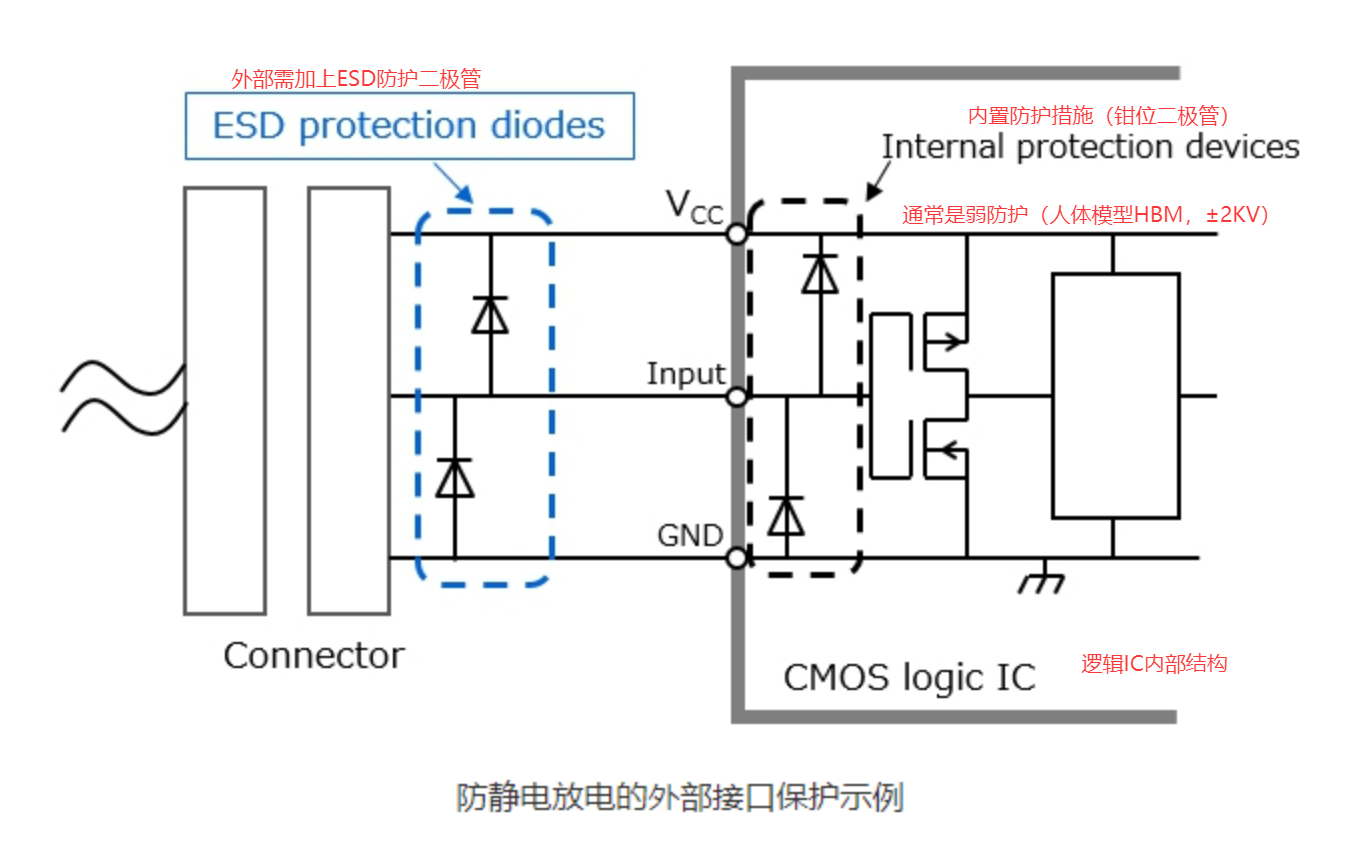 外部需加上ESD防护二极管
ESD protection diodes
内置防护措施（钳位二极管）
Internal protection devices
通常是弱防护（人体模型HBM，±2KV）
VCC
Input
GND
Connector
CMOS logic IC
逻辑IC内部结构
防静电放电的外部接口保护示例